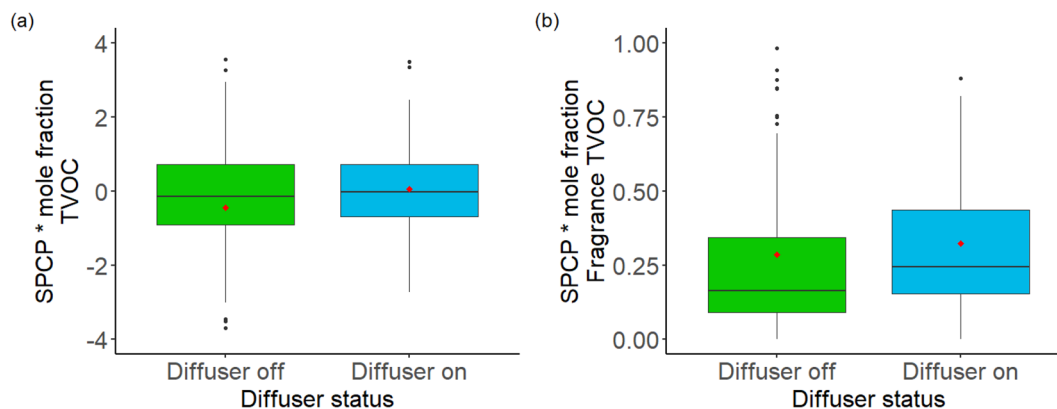 (a)
SPCP * mole fraction
TVOC
4
2
0
-2
-4
Diffuser off
Diffuser on
Diffuser status
(b)
SPCP * mole fraction
Fragrance TVOC
1.00
0.75
0.50
0.25
0.00
Diffuser off
Diffuser on
Diffuser status